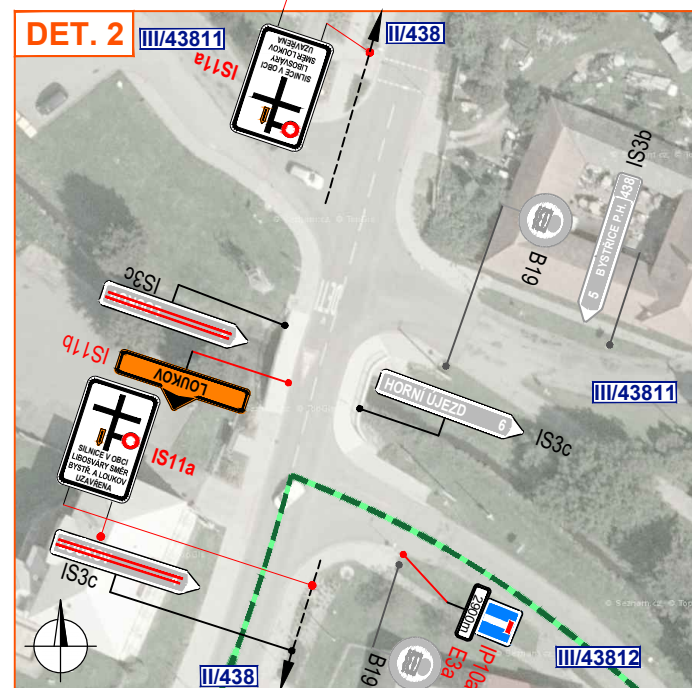 DET. 2
III/43811
II/438
IS11a
SILNICE V OBCI
LIBOSVÁRY
SMĚR LOUKOV
UZAVŘENA
IS3b
438
BYSTŘICE P.H.
5
B19
IS3c
IS11b
LOUKOV
III/43811
HORNÍ ÚJEZD 6
IS3c
SILNICE V OBCI
LIBOSVÁRY SMĚR
BYSTŘ. A LOUKOV
UZAVŘENA
IS11a
IS3c
2900m
IP10a
E3a
B19
II/438
III/43812